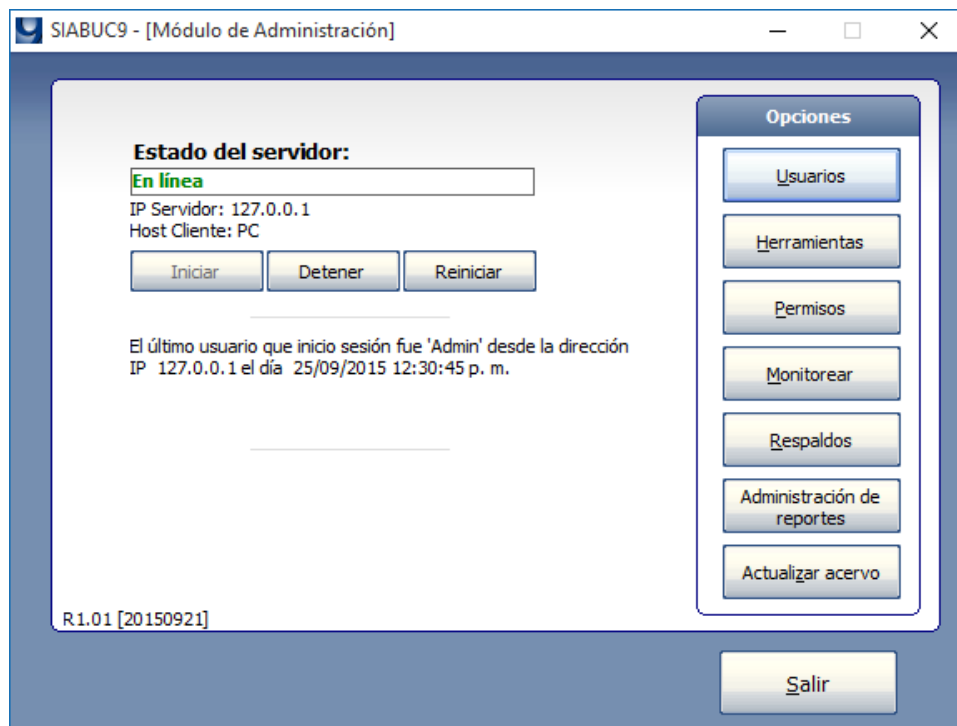 SIABUC9 - [Módulo de Administración]
Estado del servidor:
En línea
IP Servidor: 127.0.0.1
Host Cliente: PC
Iniciar
Detener
Reiniciar
El último usuario que inicio sesión fue 'Admin' desde la dirección
IP 127.0.0.1 el día 25/09/2015 12:30:45 p. m.
R1.01 [20150921]
Opciones
Usuarios
Herramientas
Permisos
Monitorear
Respaldos
Administración de
reportes
Actualizar acervo
Salir